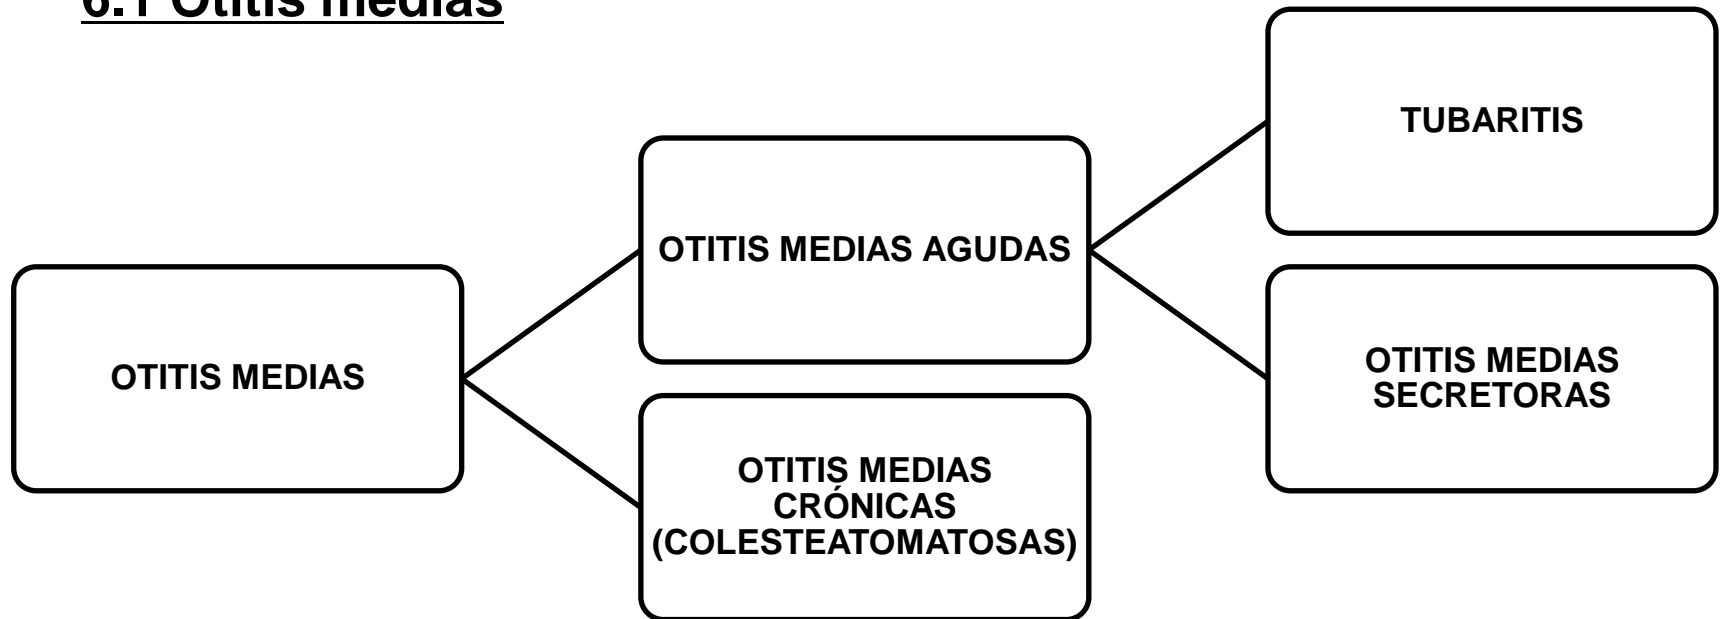 6.1 Otitis medias
TUBARITIS
OTITIS MEDIAS AGUDAS
OTITIS MEDIAS
OTITIS MEDIAS
SECRETORAS
OTITIS MEDIAS
CRÓNICAS
(COLESTEATOMATOSAS)